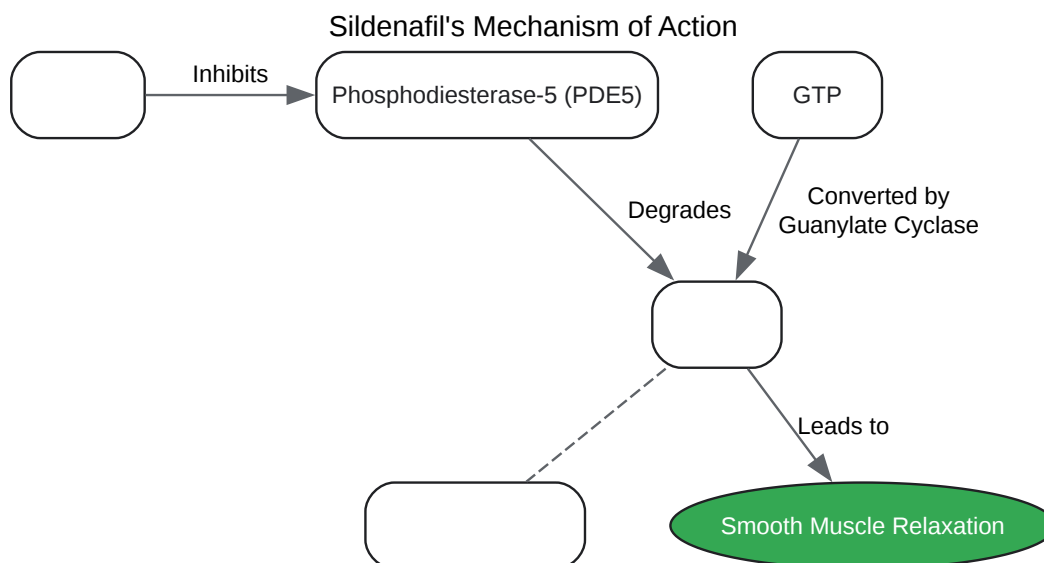 Sildenafil's Mechanism of Action
Inhibits
Phosphodiesterase-5 (PDE5)
GTP
Degrades
Converted by
Guanylate Cyclase
Leads to
Smooth Muscle Relaxation